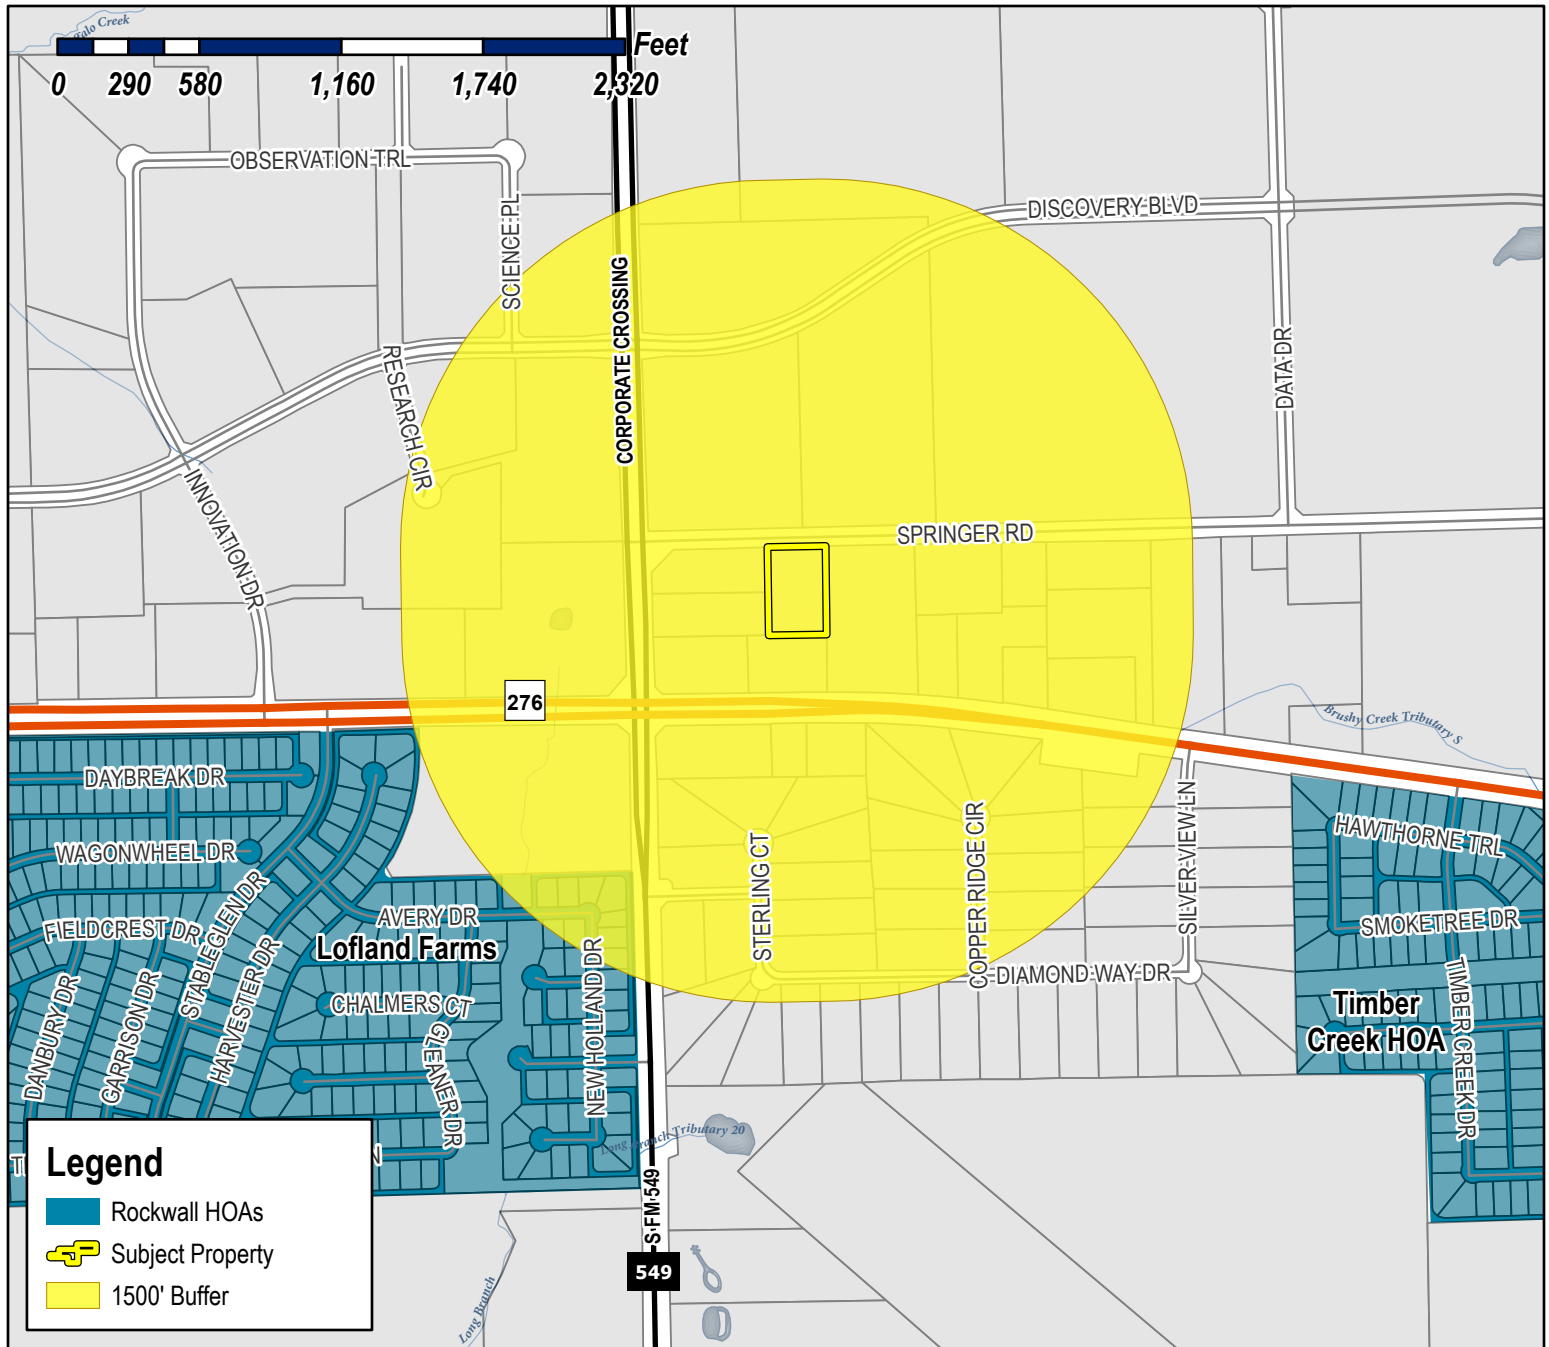 alo Creek
Feet
0 290 580 1,160 1,740 2,320
OBSERVATION TRL
SCIENCE PL
DISCOVERY BLVD
CORPORATE CROSSING
DATA DR
RESEARCH CIR
INNOVATION DR
SPRINGER RD
276
Brushy Creek Tributary S
DAYBREAK DR
WAGONWHEEL DR
FIELDCREST DR
STABLEGLEN DR
AVERY DR
Lofland Farms
HARVESTER DR
GARRISON DR
DANBURY DR
CHALMERS CT
GLEANER DR
NEW HOLLAND DR
STERLING CT
COPPER RIDGE CIR
SILVER VIEW LN
DIAMOND WAY DR
HAWTHORNE TRL
SMOKETREE DR
Timber
Creek HOA
TIMBER CREEK DR
Long Branch Tributary 20
S FM 549
549
Long Branch
T
N
Legend
Rockwall HOAs
Subject Property
1500' Buffer